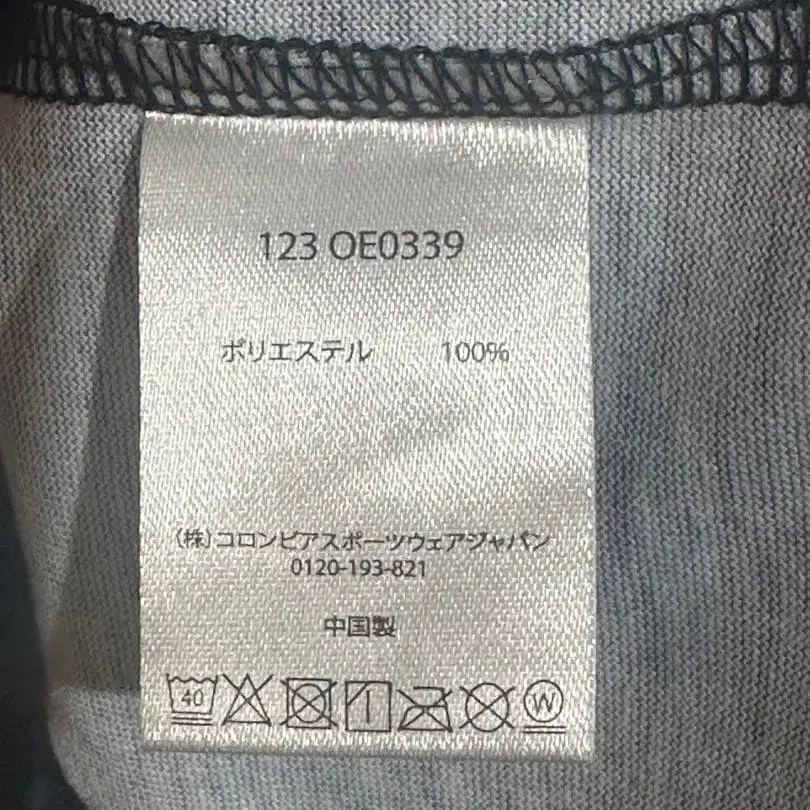 123 OE0339
ポリエステル 100%
(株)コロンビアスポーツウェアジャパン
0120-193-821
中国製
40 W